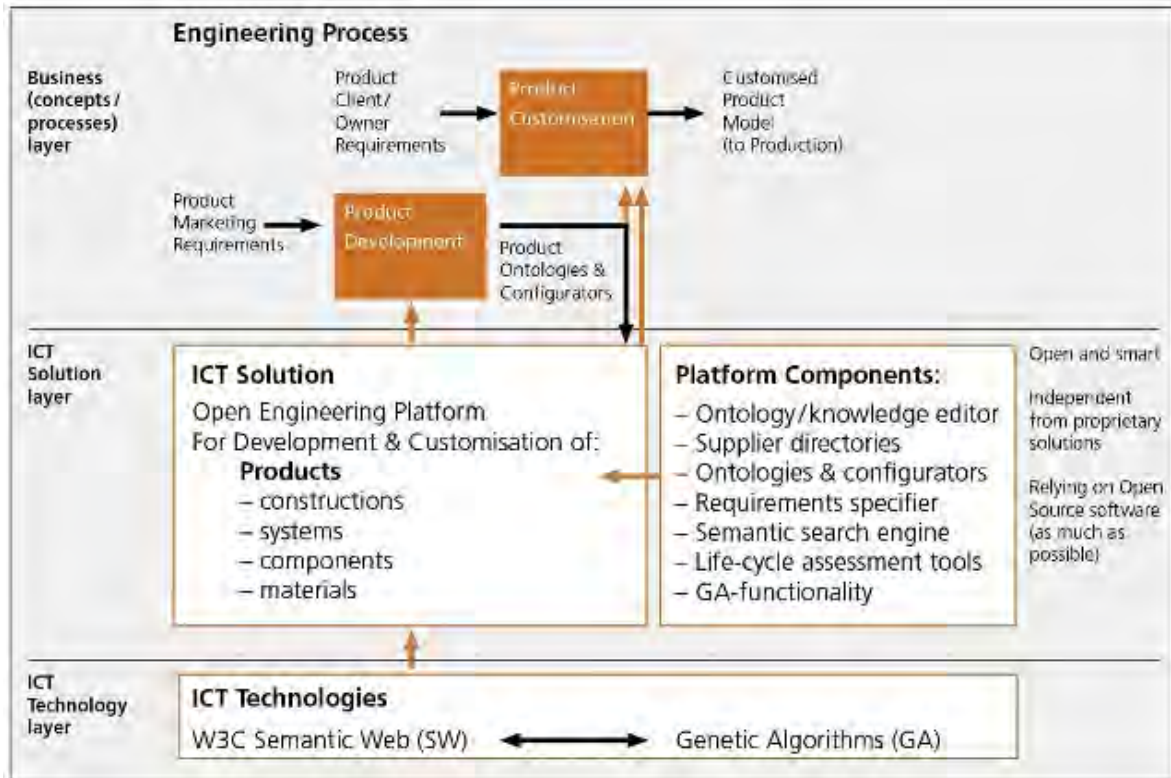 Engineering Process
Business
(concepts/
processes)
layer
Product
Client/
Owner
Requirements
Product
Customisation
Customised
Product
Model
(to Production)
Product
Marketing
Requirements
Product
Development
Product
Ontologies &
Configurators
ICT
Solution
layer
ICT Solution
Open Engineering Platform
For Development & Customisation of:
Products
– constructions
– systems
– components
– materials
Platform Components:
– Ontology/knowledge editor
– Supplier directories
– Ontologies & configurators
– Requirements specifier
– Semantic search engine
– Life-cycle assessment tools
– GA-functionality
Open and smart
Independent
from proprietary
solutions
Relying on Open
Source software
(as much as
possible)
ICT
Technology
layer
ICT Technologies
W3C Semantic Web (SW)
Genetic Algorithms (GA)